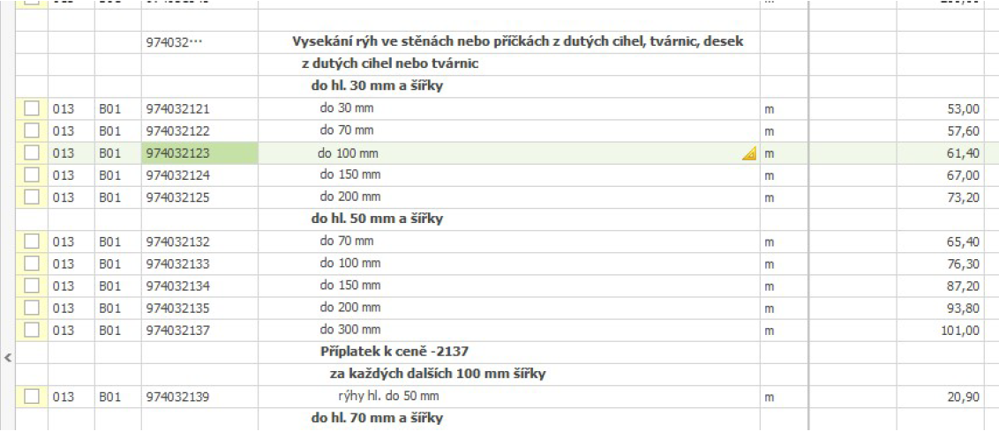 974032... Vysekání rýh ve stěnách nebo příčkách z dutých cihel, tvárnic, desek
z dutých cihel nebo tvárnic
do hl. 30 mm a šířky
013 B01 974032121 do 30 mm m 53,00
013 B01 974032122 do 70 mm m 57,60
013 B01 974032123 do 100 mm m 61,40
013 B01 974032124 do 150 mm m 67,00
013 B01 974032125 do 200 mm m 73,20
do hl. 50 mm a šířky
013 B01 974032132 do 70 mm m 65,40
013 B01 974032133 do 100 mm m 76,30
013 B01 974032134 do 150 mm m 87,20
013 B01 974032135 do 200 mm m 93,80
013 B01 974032137 do 300 mm m 101,00
Příplatek k ceně -2137
za každých dalších 100 mm šířky
013 B01 974032139 rýhy hl. do 50 mm m 20,90
do hl. 70 mm a šířky